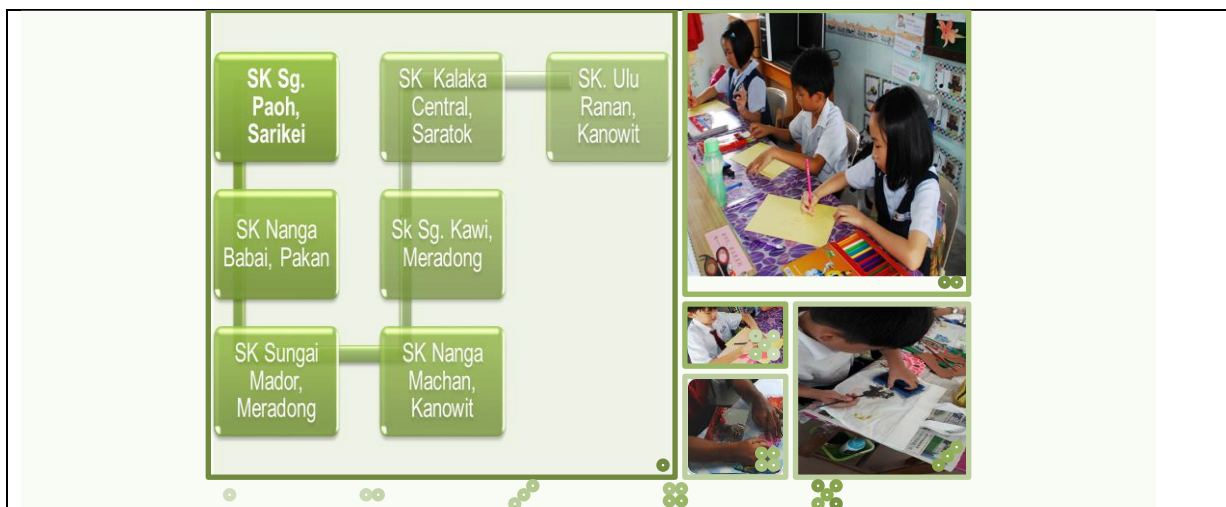 SK Sg.
Paoh,
Sarikei
SK Nanga
Babai, Pakan
SK Sungai
Mador,
Meradong
SK Nanga
Machan,
Kanowit
Sk Sg. Kawi,
Meradong
SK Kalaka
Central,
Saratok
SK. Ulu
Ranan,
Kanowit